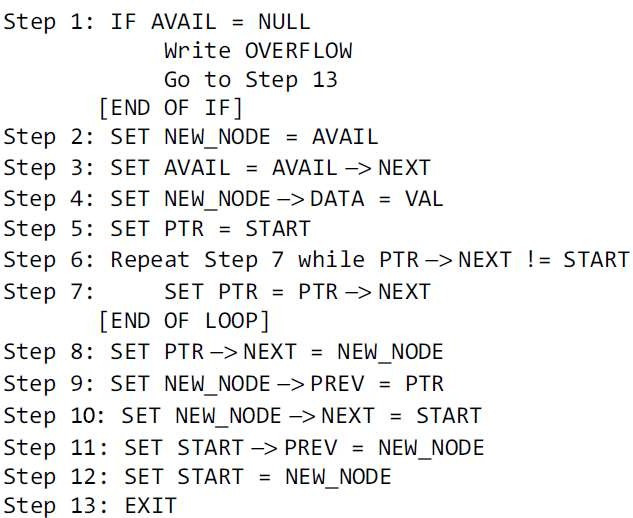 Step 1: IF AVAIL = NULL
Write OVERFLOW
Go to Step 13
[END OF IF]
Step 2: SET NEW_NODE = AVAIL
Step 3: SET AVAIL = AVAIL —> NEXT
Step 4: SET NEW_NODE —> DATA = VAL
Step 5: SET PTR = START
Step 6: Repeat Step 7 while PTR —> NEXT != START
Step 7: SET PTR = PTR —> NEXT
[END OF LOOP]
Step 8: SET PTR —> NEXT = NEW_NODE
Step 9: SET NEW_NODE —> PREV = PTR
Step 10: SET NEW_NODE —> NEXT = START
Step 11: SET START —> PREV = NEW_NODE
Step 12: SET START = NEW_NODE
Step 13: EXIT